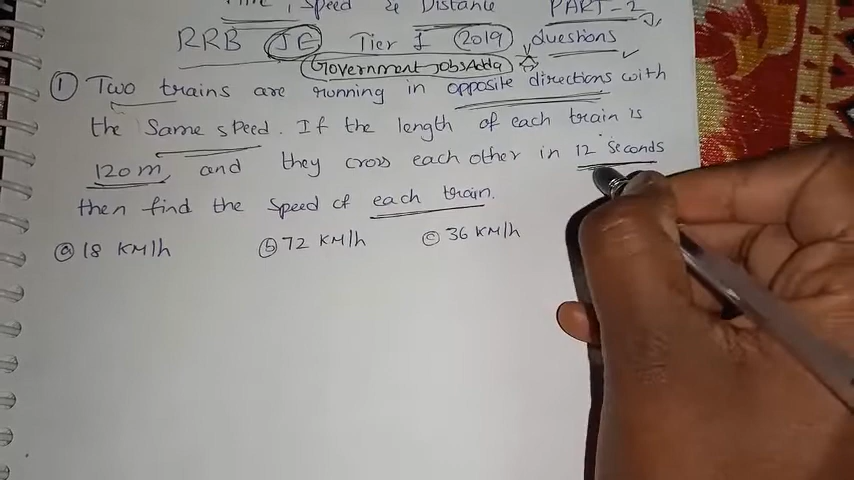 Time, Speed & Distance PART-2
RRB JE Tier I 2019 questions
Government Jobs Adda
① Two trains are running in opposite directions with
the Same speed. If the length of each train is
120m, and they cross each other in 12 seconds
then find the speed of each train.
ⓐ 18 KM/h ⓑ 72 KM/h ⓒ 36 KM/h